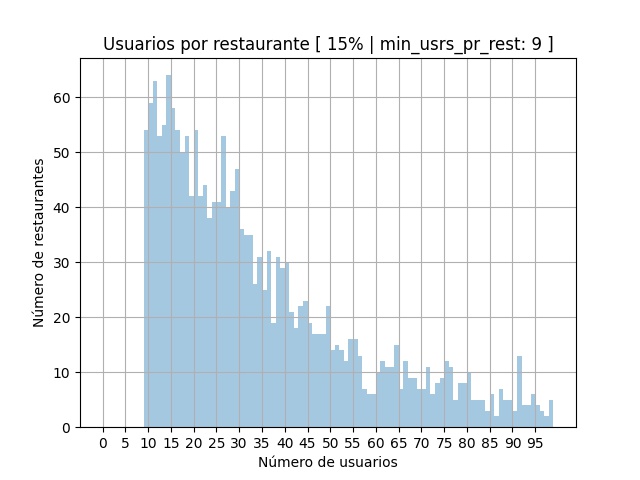 Usuarios por restaurante [ 15% | min_usrs_pr_rest: 9 ]
Número de restaurantes
60
50
40
30
20
10
0
0 5 10 15 20 25 30 35 40 45 50 55 60 65 70 75 80 85 90 95
Número de usuarios